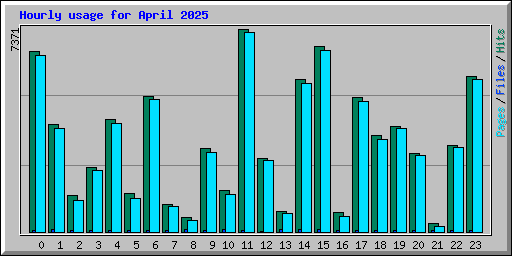 Hourly usage for April 2025
7371
Pages/Files/Hits
0 1 2 3 4 5 6 7 8 9 10 11 12 13 14 15 16 17 18 19 20 21 22 23